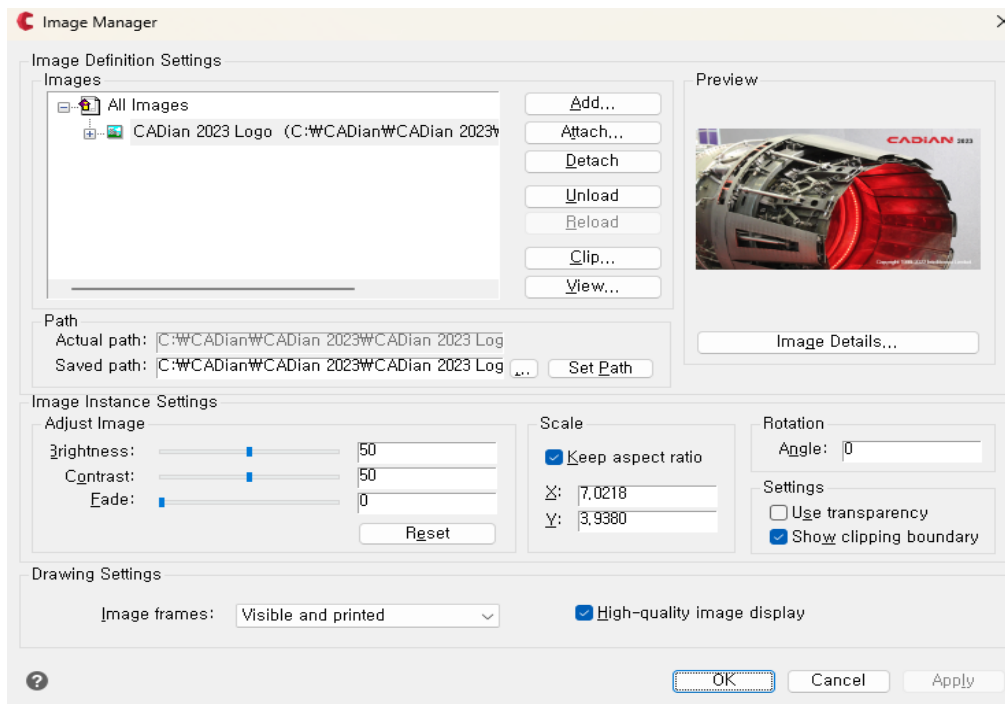 Image Manager
Image Definition Settings
Images
All Images
CADian 2023 Logo (C:₩CADian₩CADian 2023₩
Add...
Attach...
Detach
Unload
Reload
Clip...
View...
Preview
CADIAN 2023
Image Details...
Path
Actual path: C:₩CADian₩CADian 2023₩CADian 2023 Log
Saved path: C:₩CADian₩CADian 2023₩CADian 2023 Log ... Set Path
Image Instance Settings
Adjust Image
Brightness: 50
Contrast: 50
Fade: 0
Reset
Scale
Keep aspect ratio
X: 7.0218
Y: 3.9380
Rotation
Angle: 0
Settings
Use transparency
Show clipping boundary
Drawing Settings
Image frames: Visible and printed
High-quality image display
OK Cancel Apply